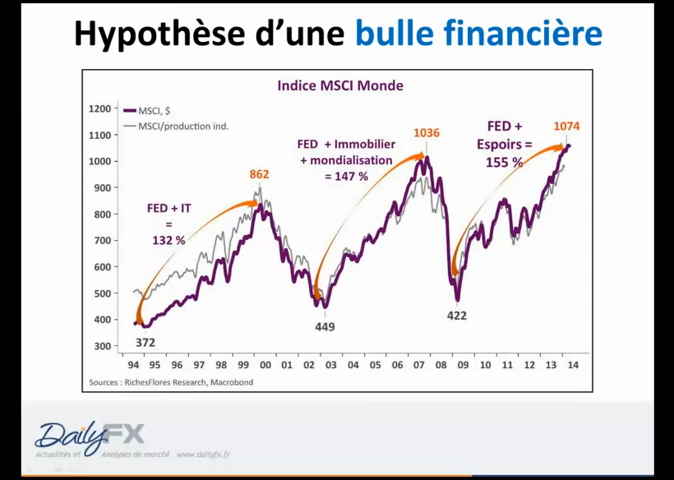 Hypothèse d'une bulle financière
Indice MSCI Monde
MSCI, $
MSCI/production ind.
1200
1100
1000
900
800
700
600
500
400
300
FED + IT
=
132 %
862
FED + Immobilier
+ mondialisation
= 147 %
1036
FED +
Espoirs =
155 %
1074
372
449
422
94 95 96 97 98 99 00 01 02 03 04 05 06 07 08 09 10 11 12 13 14
Sources : RichesFlores Research, Macrobond
DailyFX
Actualités et Analyses de marché www.dailyfx.fr